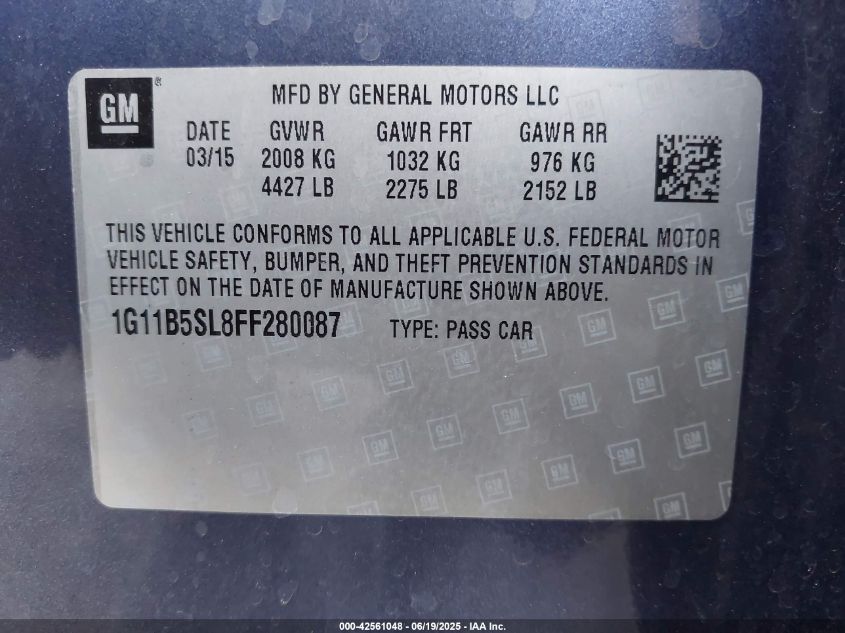 GM ®
MFD BY GENERAL MOTORS LLC
DATE GVWR GAWR FRT GAWR RR
03/15 2008 KG 1032 KG 976 KG
4427 LB 2275 LB 2152 LB
THIS VEHICLE CONFORMS TO ALL APPLICABLE U.S. FEDERAL MOTOR
VEHICLE SAFETY, BUMPER, AND THEFT PREVENTION STANDARDS IN
EFFECT ON THE DATE OF MANUFACTURE SHOWN ABOVE.
1G11B5SL8FF280087 TYPE: PASS CAR
000-42561048 - 06/19/2025 - IAA Inc.